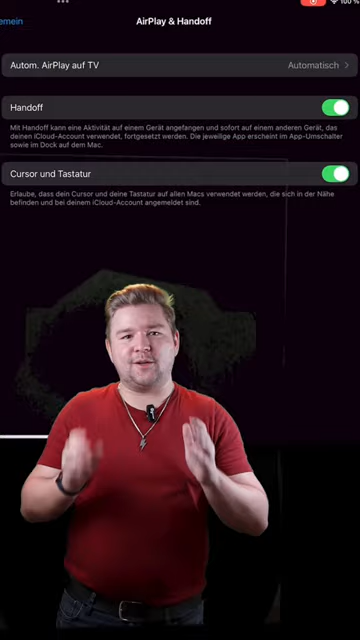 100 %
emein
AirPlay & Handoff
Autom. AirPlay auf TV
Automatisch
Handoff
Mit Handoff kann eine Aktivität auf einem Gerät angefangen und sofort auf einem anderen Gerät, das
deinen iCloud-Account verwendet, fortgesetzt werden. Die jeweilige App erscheint im App-Umschalter
sowie im Dock auf dem Mac.
Cursor und Tastatur
Erlaube, dass dein Cursor und deine Tastatur auf allen Macs verwendet werden, die sich in der Nähe
befinden und bei deinem iCloud-Account angemeldet sind.